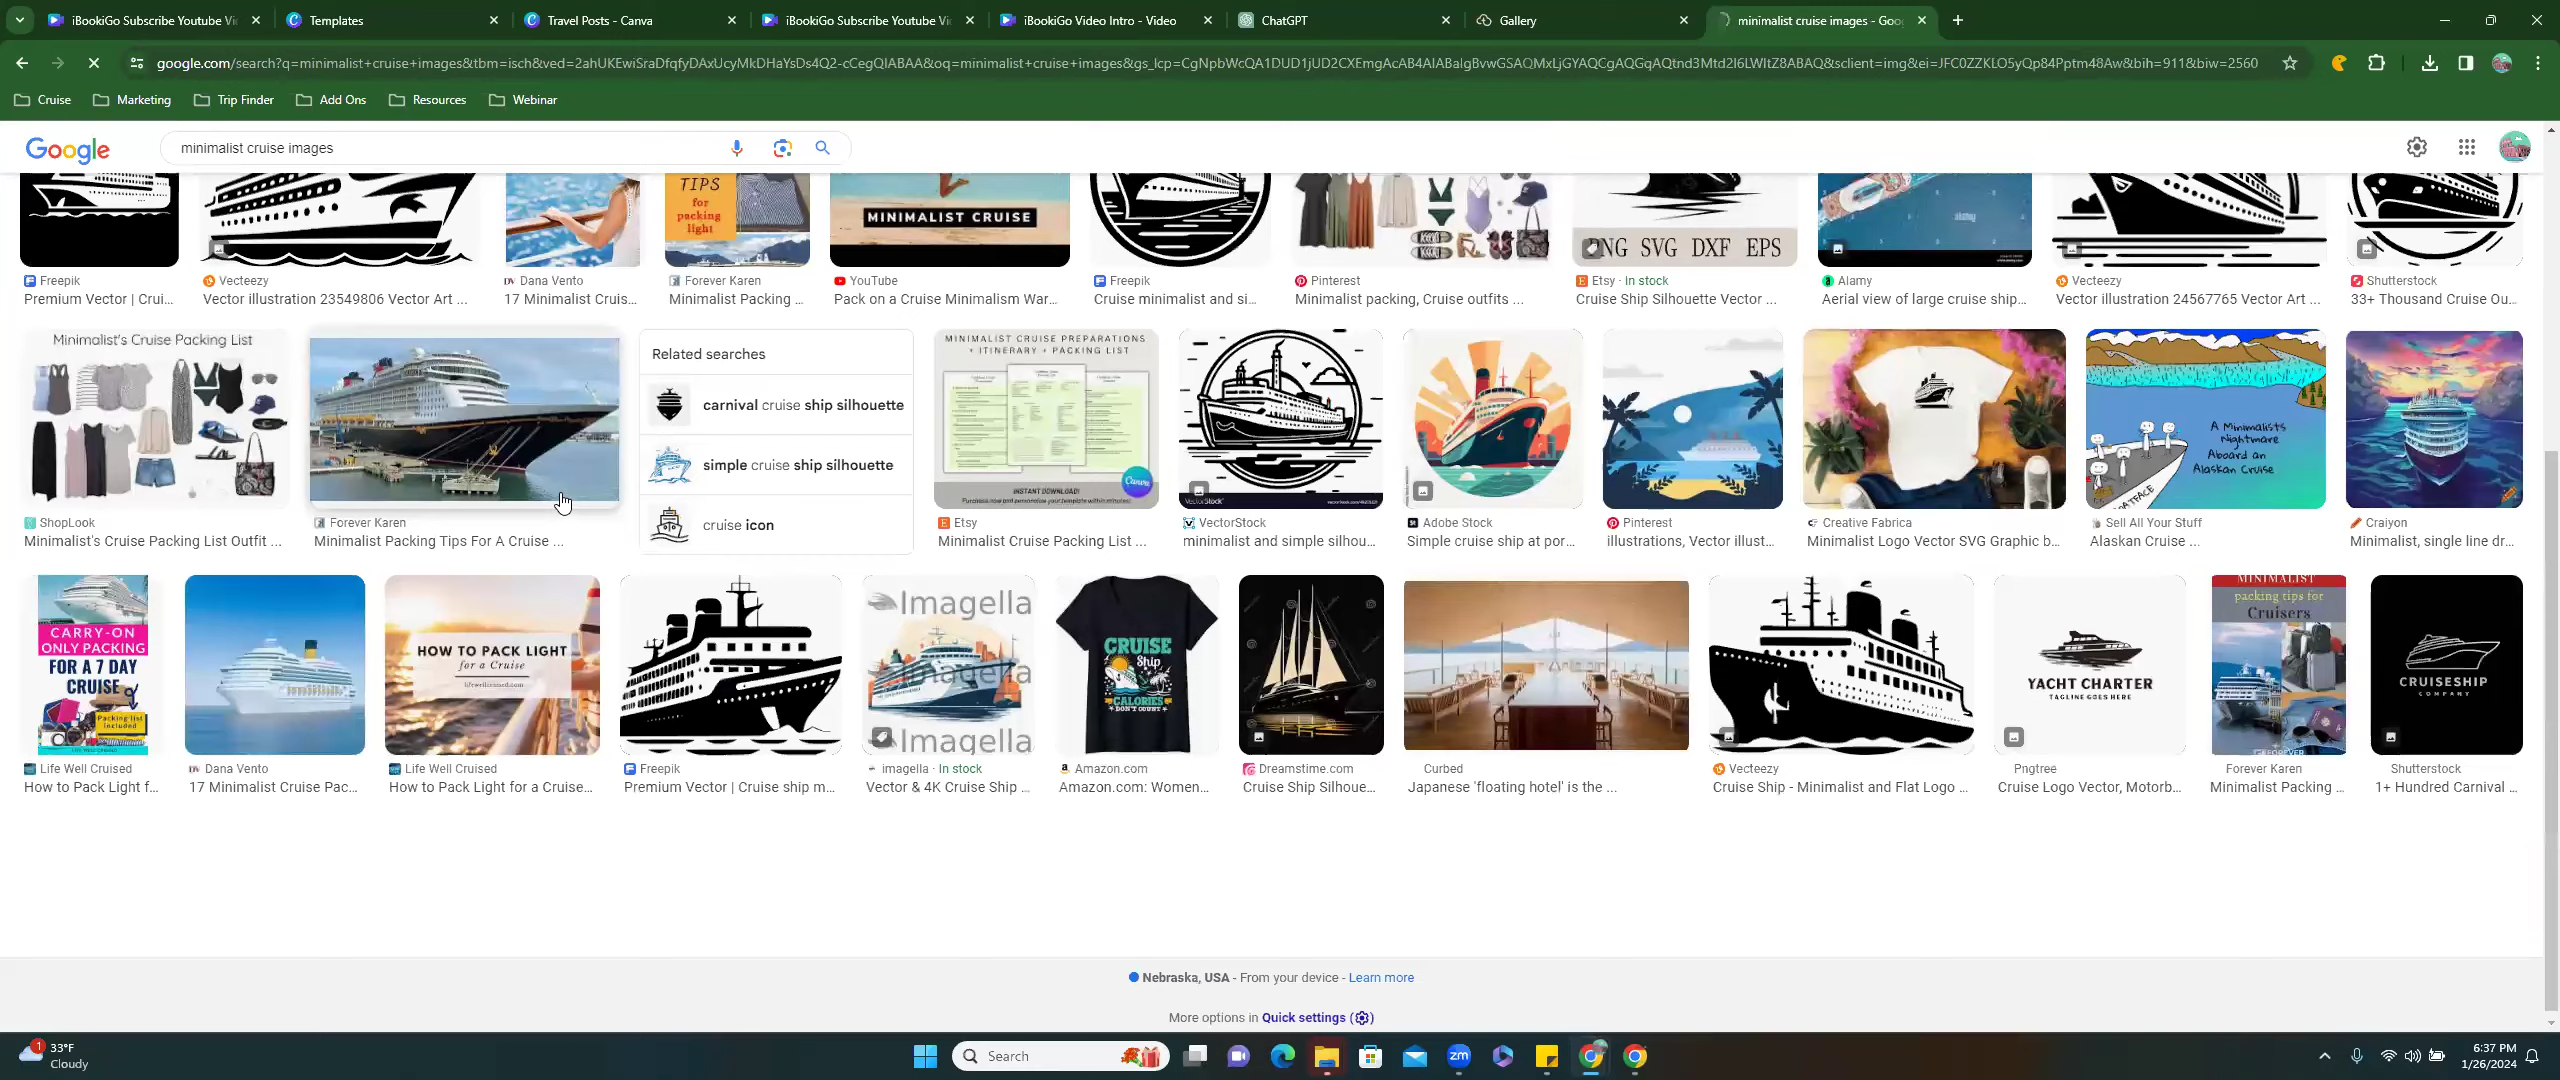 iBookiGo Subscribe Youtube Vi
Templates
Travel Posts - Canva
iBookiGo Subscribe Youtube Vi
iBookiGo Video Intro - Video
ChatGPT
Gallery
minimalist cruise images - Goo
Cruise
Marketing
Trip Finder
Add Ons
Resources
Webinar
Google
minimalist cruise images
TIPS
for
packing
light
MINIMALIST CRUISE
PNG SVG DXF EPS
alamy
Freepik
Premium Vector | Crui...
Vecteezy
Vector illustration 23549806 Vector Art ...
Dana Vento
17 Minimalist Cruis...
Forever Karen
Minimalist Packing ...
YouTube
Pack on a Cruise Minimalism War...
Freepik
Cruise minimalist and si...
Pinterest
Minimalist packing, Cruise outfits ...
Etsy · In stock
Cruise Ship Silhouette Vector ...
Alamy
Aerial view of large cruise ship...
Vecteezy
Vector illustration 24567765 Vector Art ...
Shutterstock
33+ Thousand Cruise Ou...
Minimalist's Cruise Packing List
Related searches
carnival cruise ship silhouette
simple cruise ship silhouette
cruise icon
MINIMALIST CRUISE PREPARATIONS
+ ITINERARY + PACKING LIST
Canva
INSTANT DOWNLOAD!
VectorStock
A Minimalists
Nightmare
Aboard an
Alaskan Cruise
ShopLook
Minimalist's Cruise Packing List Outfit ...
Forever Karen
Minimalist Packing Tips For A Cruise ...
Etsy
Minimalist Cruise Packing List ...
VectorStock
minimalist and simple silhou...
Adobe Stock
Simple cruise ship at por...
Pinterest
illustrations, Vector illust...
Creative Fabrica
Minimalist Logo Vector SVG Graphic b...
Sell All Your Stuff
Alaskan Cruise ...
Craiyon
Minimalist, single line dr...
CARRY-ON
ONLY PACKING
FOR A 7 DAY
CRUISE
Packing list
included
HOW TO PACK LIGHT
for a Cruise
lifewellcruised.com
Imagella
Imagella
Imagella
CRUISE
Ship
CALORIES
DON'T COUNT
YACHT CHARTER
TAGLINE GOES HERE
MINIMALIST
packing tips for
Cruisers
CRUISESHIP
COMPANY
Life Well Cruised
How to Pack Light f...
Dana Vento
17 Minimalist Cruise Pac...
Life Well Cruised
How to Pack Light for a Cruise...
Freepik
Premium Vector | Cruise ship m...
imagella · In stock
Vector & 4K Cruise Ship ...
Amazon.com
Amazon.com: Women...
Dreamstime.com
Cruise Ship Silhoue...
Curbed
Japanese 'floating hotel' is the ...
Vecteezy
Cruise Ship - Minimalist and Flat Logo ...
Pngtree
Cruise Logo Vector, Motorb...
Forever Karen
Minimalist Packing ...
Shutterstock
1+ Hundred Carnival ...
Nebraska, USA - From your device - Learn more
More options in Quick settings
1
33°F
Cloudy
Search
zm
6:37 PM
1/26/2024